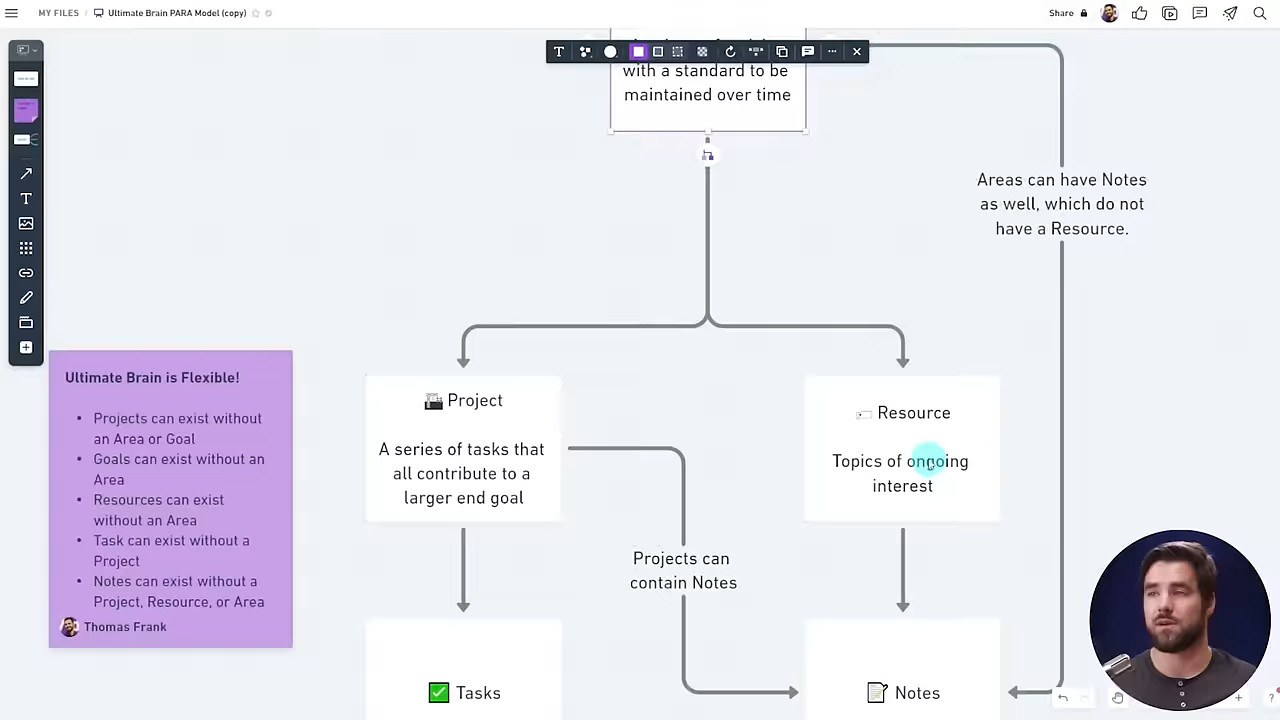 MY FILES / Ultimate Brain PARA Model (copy)
Share
with a standard to be
maintained over time
Areas can have Notes
as well, which do not
have a Resource.
Ultimate Brain is Flexible!
• Projects can exist without
an Area or Goal
• Goals can exist without an
Area
• Resources can exist
without an Area
• Task can exist without a
Project
• Notes can exist without a
Project, Resource, or Area
Thomas Frank
Project
A series of tasks that
all contribute to a
larger end goal
Resource
Topics of ongoing
interest
Projects can
contain Notes
Tasks
Notes